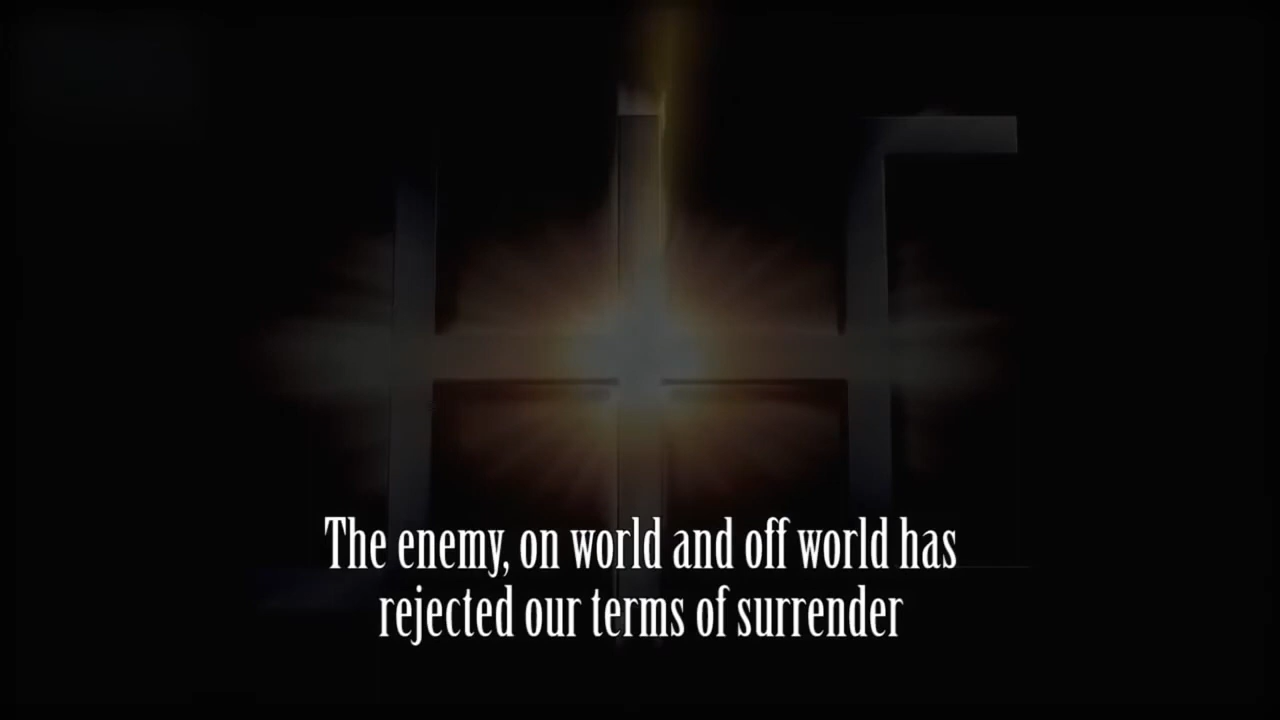 The enemy, on world and off world has
rejected our terms of surrender